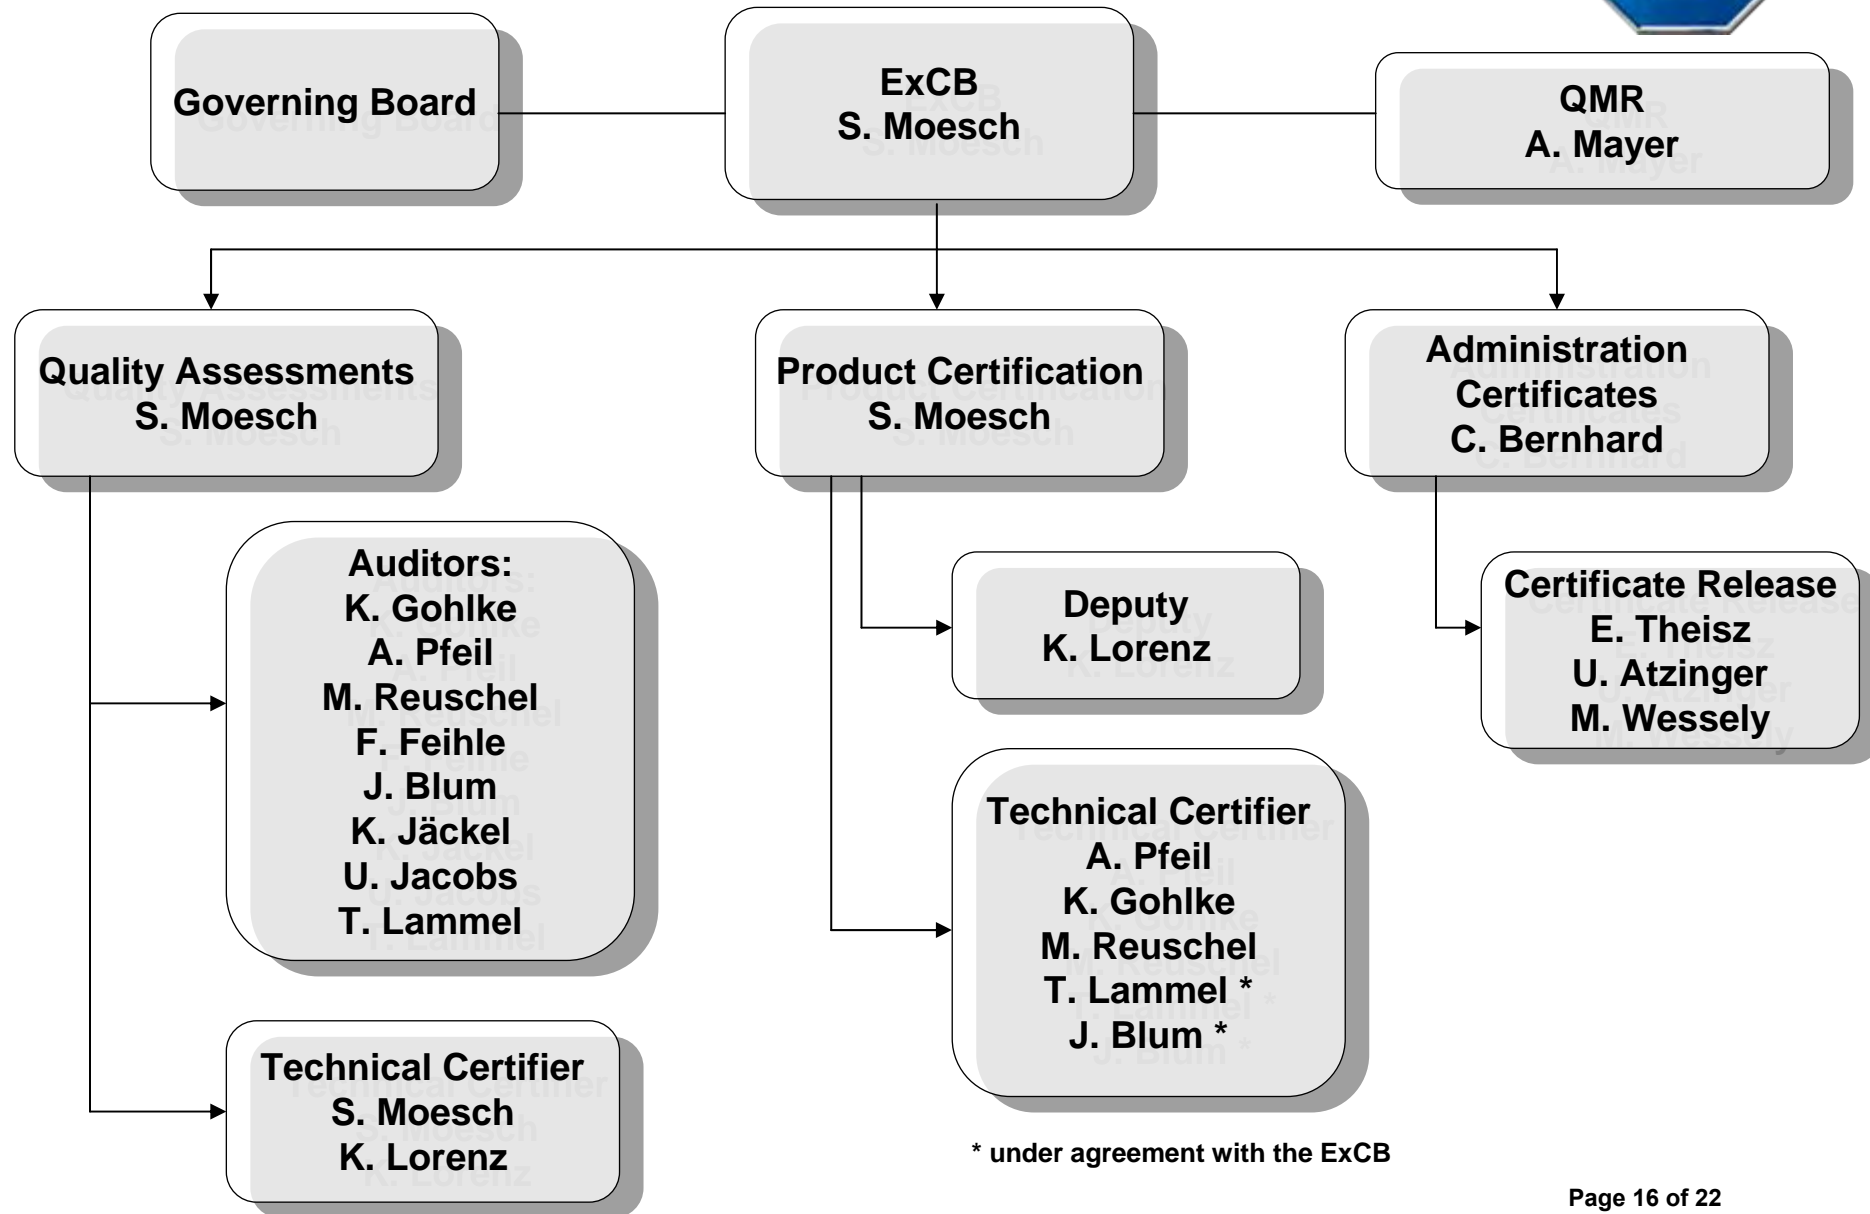 Governing Board
ExCB
S. Moesch
QMR
A. Mayer
Quality Assessments
S. Moesch
Product Certification
S. Moesch
Administration
Certificates
C. Bernhard
Auditors:
K. Gohlke
A. Pfeil
M. Reuschel
F. Feihle
J. Blum
K. Jäckel
U. Jacobs
T. Lammel
Technical Certifier
S. Moesch
K. Lorenz
Deputy
K. Lorenz
Technical Certifier
A. Pfeil
K. Gohlke
M. Reuschel
T. Lammel *
J. Blum *
Certificate Release
E. Theisz
U. Atzinger
M. Wessely
* under agreement with the ExCB
Page 16 of 22